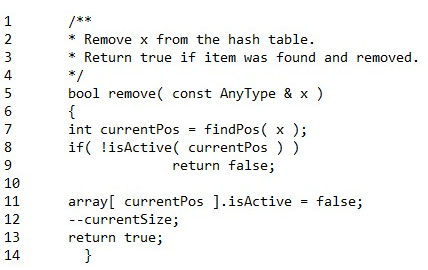 1 /**
2 * Remove x from the hash table.
3 * Return true if item was found and removed.
4 */
5 bool remove( const AnyType & x )
6 {
7 int currentPos = findPos( x );
8 if( !isActive( currentPos ) )
9 return false;
10
11 array[ currentPos ].isActive = false;
12 --currentSize;
13 return true;
14 }